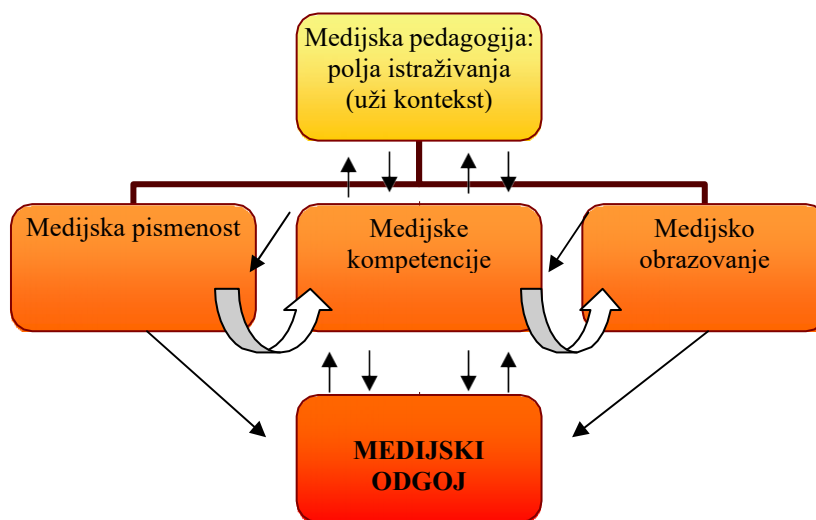 Medijska pedagogija:
polja istraživanja
(uži kontekst)
Medijska pismenost
Medijske
kompetencije
Medijsko
obrazovanje
MEDIJSKI
ODGOJ